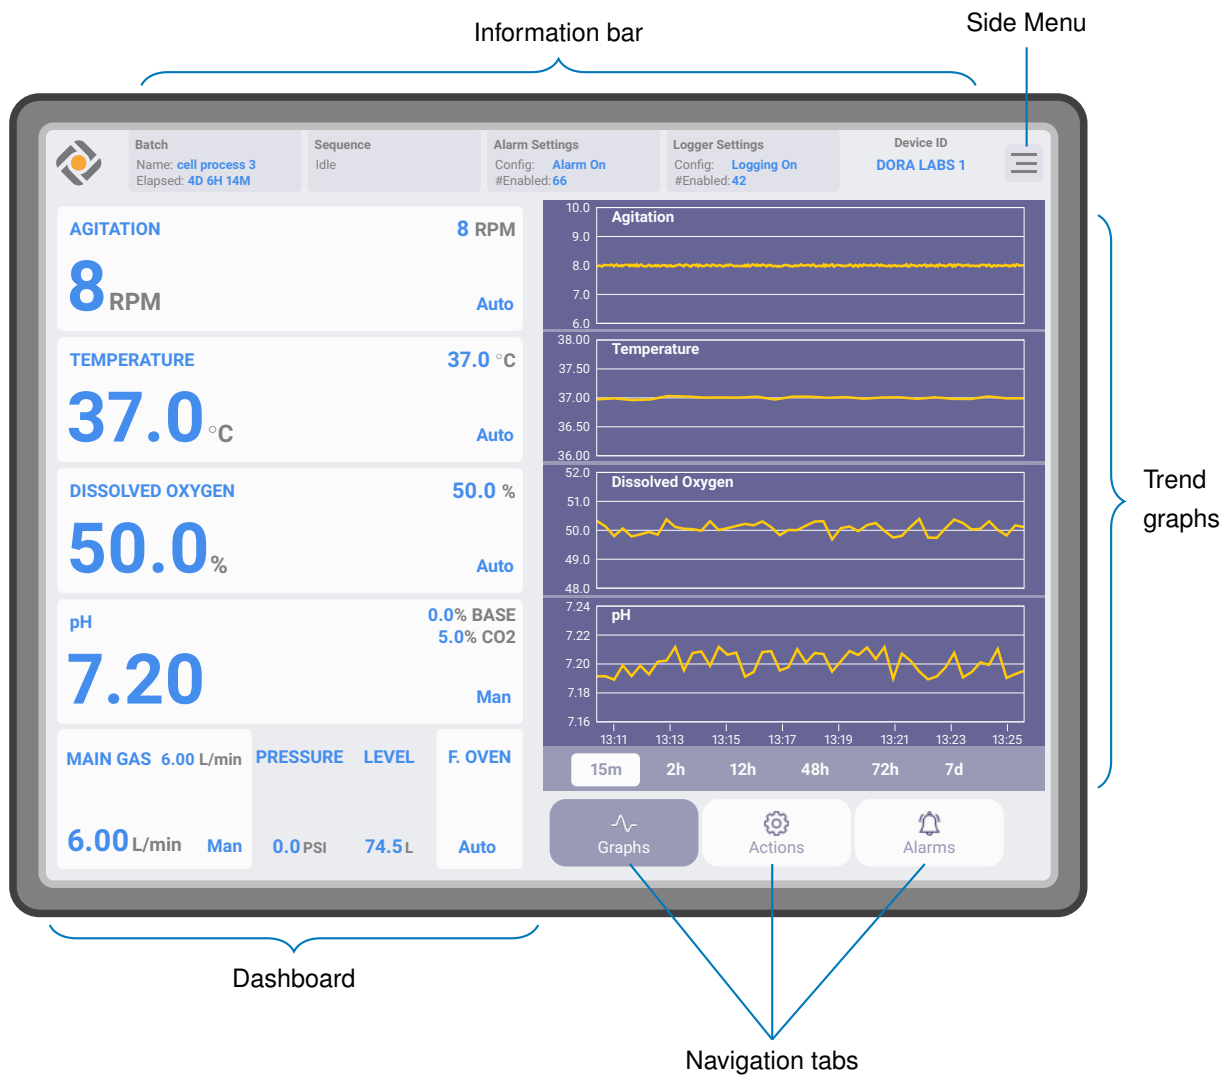 Information bar
Side Menu
Batch
Name: cell process 3
Elapsed: 4D 6H 14M
Sequence
Idle
Alarm Settings
Config: Alarm On
#Enabled: 66
Logger Settings
Config: Logging On
#Enabled: 42
Device ID
DORA LABS 1
AGITATION 8 RPM
8 RPM Auto
TEMPERATURE 37.0 °C
37.0 °C Auto
DISSOLVED OXYGEN 50.0 %
50.0 % Auto
pH 0.0% BASE
5.0% CO2
7.20 Man
MAIN GAS 6.00 L/min
6.00 L/min Man
PRESSURE
0.0 PSI
LEVEL
74.5 L
F. OVEN
Auto
Agitation
10.0
9.0
8.0
7.0
6.0
Temperature
38.00
37.50
37.00
36.50
36.00
Dissolved Oxygen
52.0
51.0
50.0
49.0
48.0
pH
7.24
7.22
7.20
7.18
7.16
13:11 13:13 13:15 13:17 13:19 13:21 13:23 13:25
15m 2h 12h 48h 72h 7d
Graphs Actions Alarms
Trend
graphs
Dashboard
Navigation tabs